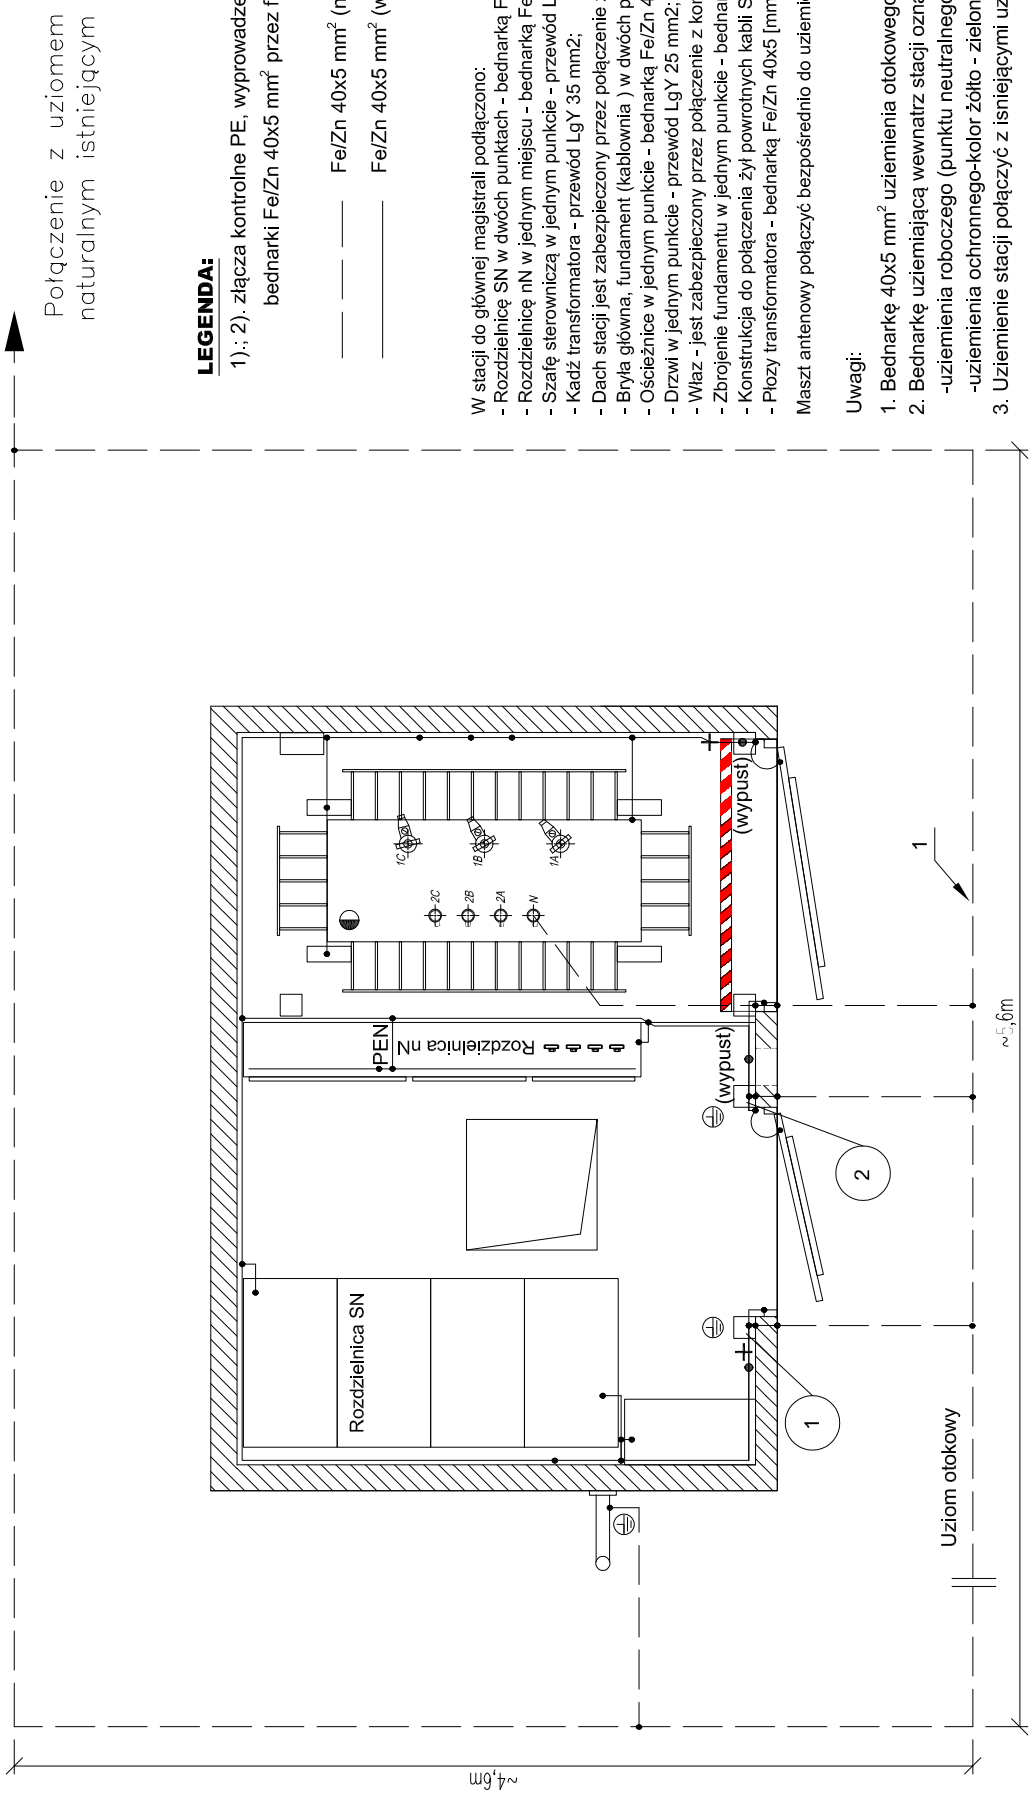 Połączenie z uziomem
naturalnym istniejącym
LEGENDA:
1).; 2). złącza kontrolne PE, wyprowadze
bednarki Fe/Zn 40x5 mm² przez f
Fe/Zn 40x5 mm² (n
Fe/Zn 40x5 mm² (w
W stacji do głównej magistrali podłączono:
- Rozdzielnicę SN w dwóch punktach - bednarką F
- Rozdzielnicę nN w jednym miejscu - bednarką Fe
- Szafę sterowniczą w jednym punkcie - przewód L
- Kadź transformatora - przewód LgY 35 mm2;
- Dach stacji jest zabezpieczony przez połączenie z
- Bryła główna, fundament (kablownia ) w dwóch p
- Ościeżnice w jednym punkcie - bednarką Fe/Zn 4
- Drzwi w jednym punkcie - przewód LgY 25 mm2;
- Właz - jest zabezpieczony przez połączenie z kon
- Zbrojenie fundamentu w jednym punkcie - bednar
- Konstrukcja do połączenia żył powrotnych kabli S
- Płozy transformatora - bednarką Fe/Zn 40x5 [mm
Maszt antenowy połączyć bezpośrednio do uziemie
Uwagi:
1. Bednarkę 40x5 mm² uziemienia otokowego
2. Bednarkę uziemiającą wewnatrz stacji ozna
-uziemienia roboczego (punktu neutralnego
-uziemienia ochronnego-kolor żółto - zielon
3. Uziemienie stacji połączyć z isniejącymi uz
1C
1B
1A
2C
2B
2A
N
(wypust)
PEN
Rozdzielnica nN
(wypust)
Rozdzielnica SN
1
2
1
Uziom otokowy
~5,6m
~4,6m